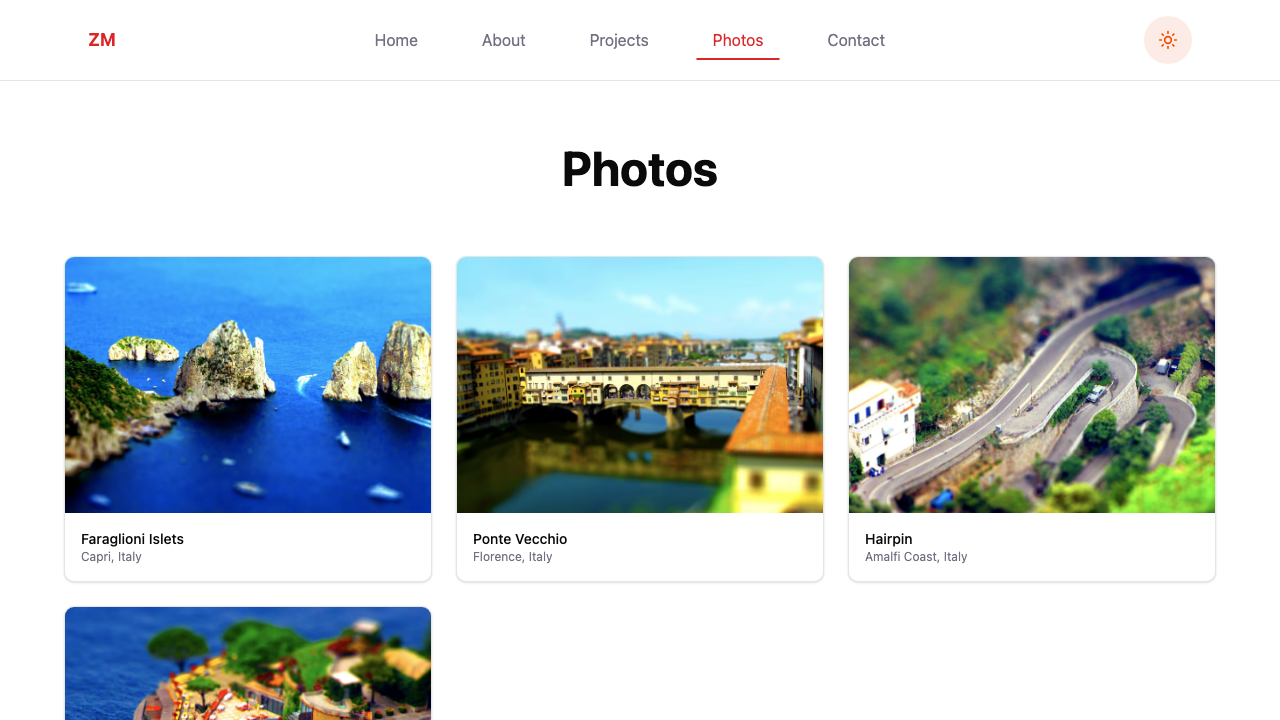 ZM
Home
About
Projects
Photos
Contact
Photos
Faraglioni Islets
Capri, Italy
Ponte Vecchio
Florence, Italy
Hairpin
Amalfi Coast, Italy